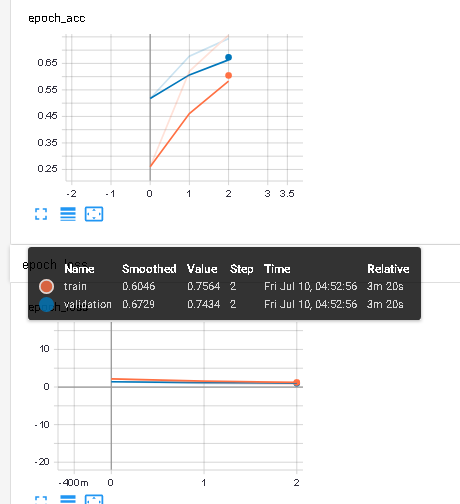 epoch_acc
0.65
0.55
0.45
0.35
0.25
-2 -1 0 1 2 3 3.5
epoch_loss
Name Smoothed Value Step Time Relative
train 0.6046 0.7564 2 Fri Jul 10, 04:52:56 3m 20s
validation 0.6729 0.7434 2 Fri Jul 10, 04:52:56 3m 20s
epoch_loss
10
0
-10
-20
-400m 0 1 2